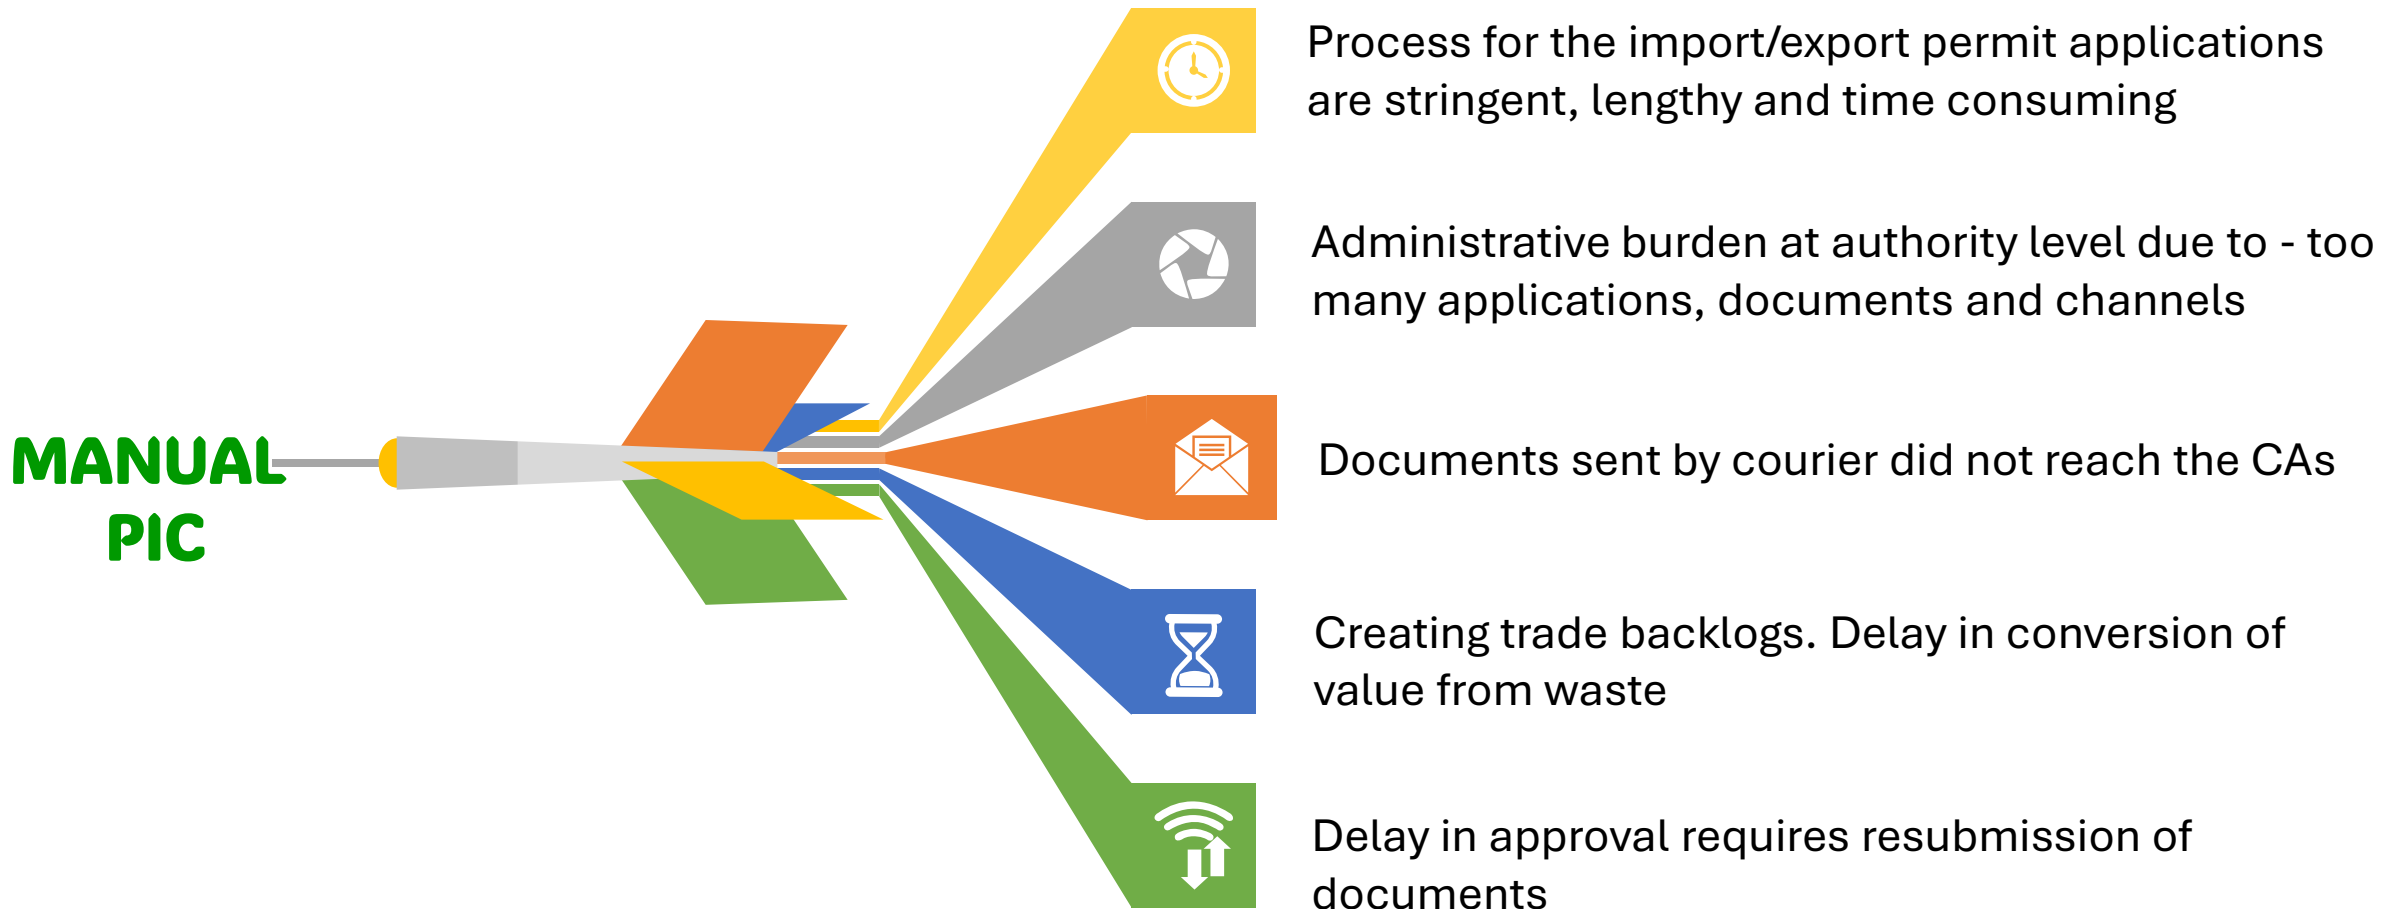 MANUAL
PIC
Process for the import/export permit applications
are stringent, lengthy and time consuming
Administrative burden at authority level due to - too
many applications, documents and channels
Documents sent by courier did not reach the CAs
Creating trade backlogs. Delay in conversion of
value from waste
Delay in approval requires resubmission of
documents